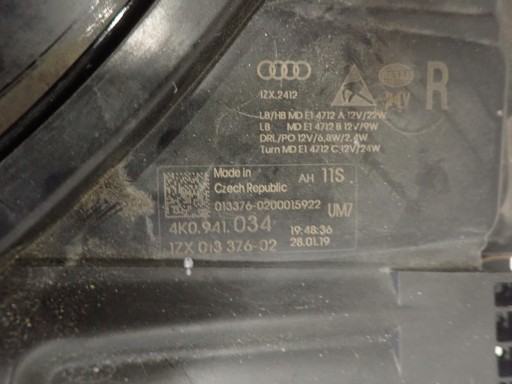 1ZX.2412
HELLA
24V
R
LB/HB MD E1 4712 A 12V/22W
LB MD E1 4712 B 12V/9W
DRL/PO 12V/6,8W/2,4W
Turn MD E1 4712 C 12V/24W
Made in
Czech Republic
AH 11S
013376-0200015922
UM7
4K0.941.034
19:48:36
1ZX 013 376-02
28.01.19